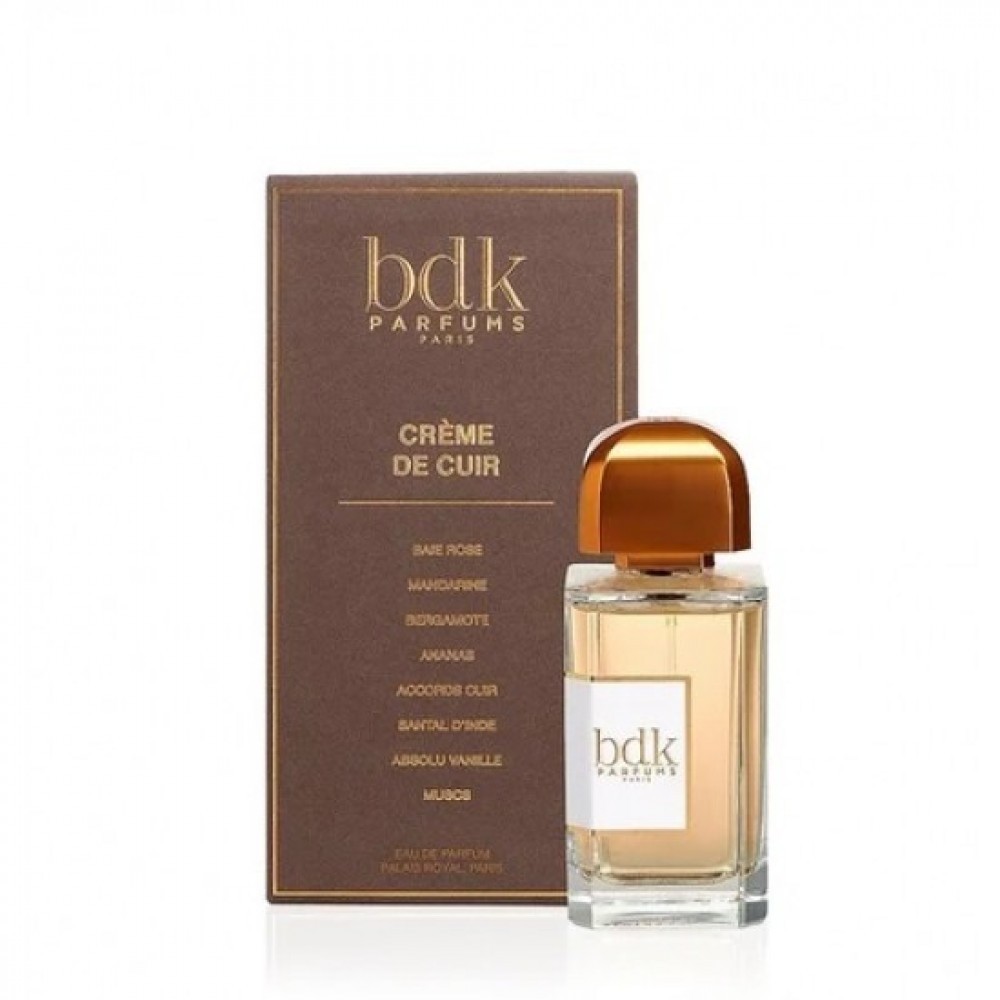 bdk
PARFUMS
PARIS
CRÈME
DE CUIR
BAIE ROSE
MANDARINE
BERGAMOTE
ANANAS
ACCORDS CUIR
SANTAL D'INDE
ABSOLU VANILLE
MUSCS
EAU DE PARFUM
PALAIS ROYAL, PARIS
bdk
PARFUMS
PARIS